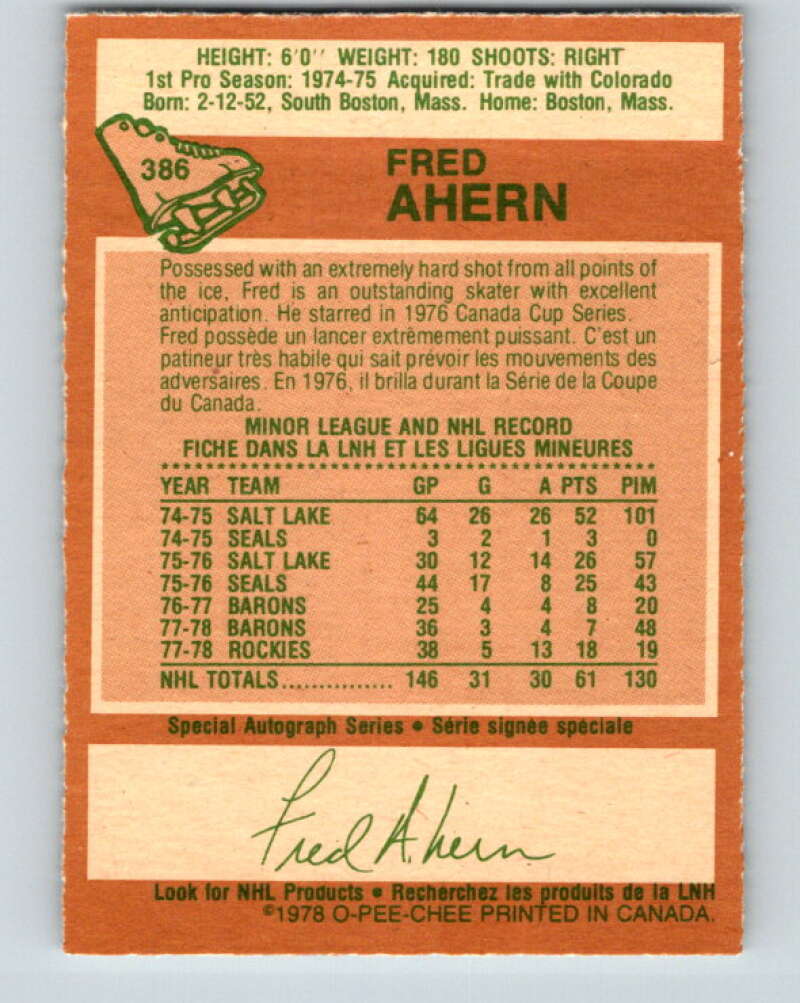 HEIGHT: 6'0'' WEIGHT: 180 SHOOTS: RIGHT
1st Pro Season: 1974-75 Acquired: Trade with Colorado
Born: 2-12-52, South Boston, Mass. Home: Boston, Mass.
386
FRED
AHERN
Possessed with an extremely hard shot from all points of
the ice, Fred is an outstanding skater with excellent
anticipation. He starred in 1976 Canada Cup Series.
Fred possède un lancer extrêmement puissant. C'est un
patineur très habile qui sait prévoir les mouvements des
adversaires. En 1976, il brilla durant la Série de la Coupe
du Canada.
MINOR LEAGUE AND NHL RECORD
FICHE DANS LA LNH ET LES LIGUES MINEURES
YEAR TEAM GP G A PTS PIM
74-75 SALT LAKE 64 26 26 52 101
74-75 SEALS 3 2 1 3 0
75-76 SALT LAKE 30 12 14 26 57
75-76 SEALS 44 17 8 25 43
76-77 BARONS 25 4 4 8 20
77-78 BARONS 36 3 4 7 48
77-78 ROCKIES 38 5 13 18 19
NHL TOTALS............... 146 31 30 61 130
Special Autograph Series • Série signée spéciale
Fred Ahern
Look for NHL Products • Recherchez les produits de la LNH
©1978 O-PEE-CHEE PRINTED IN CANADA.